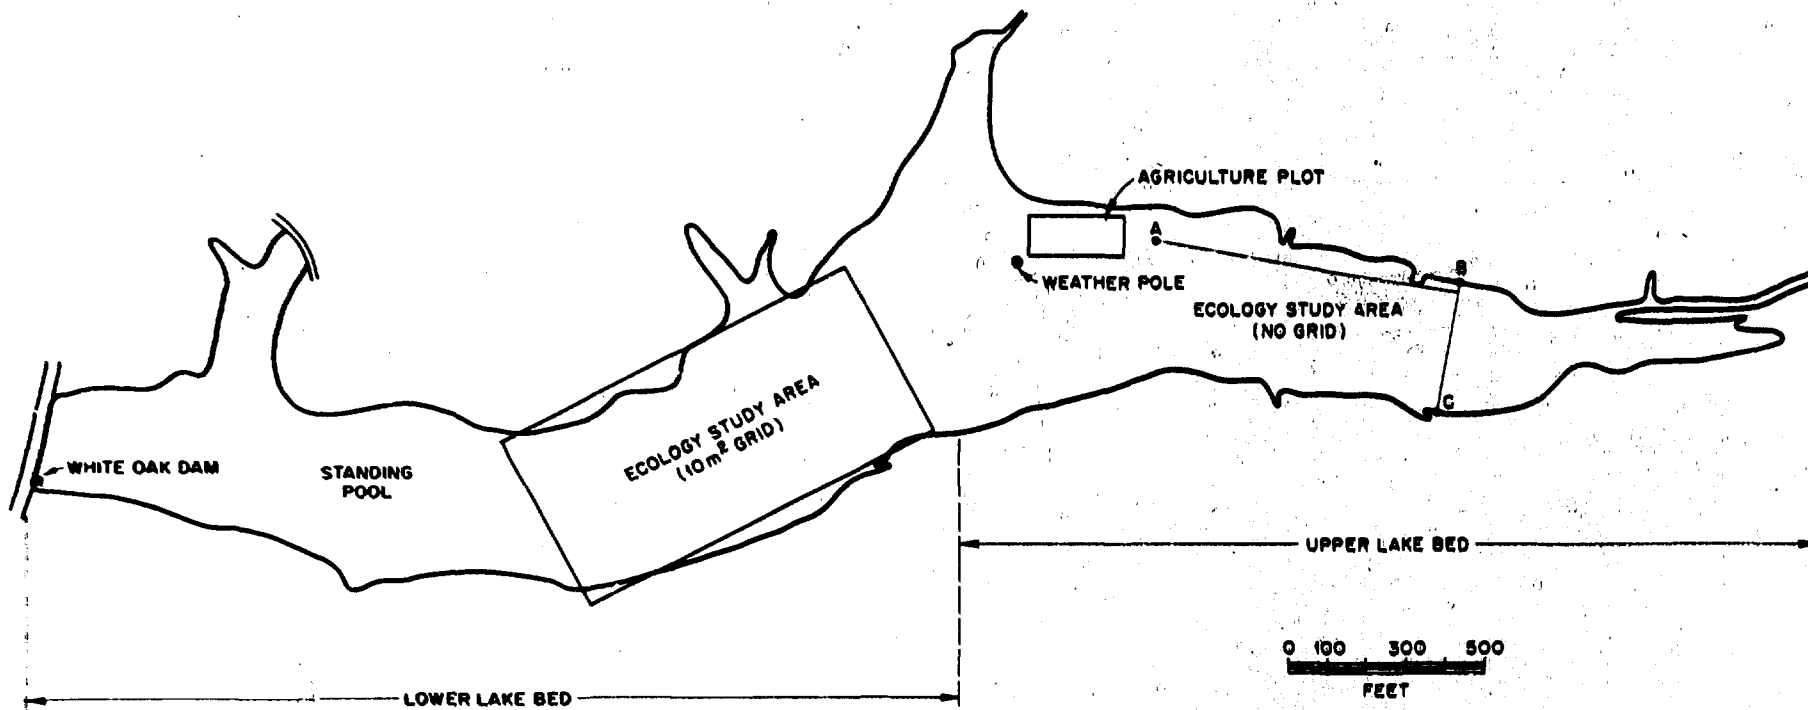 AGRICULTURE PLOT
A
B
WEATHER POLE
ECOLOGY STUDY AREA
(NO GRID)
C
ECOLOGY STUDY AREA
(10m² GRID)
WHITE OAK DAM
STANDING
POOL
UPPER LAKE BED
0 100 300 500
FEET
LOWER LAKE BED